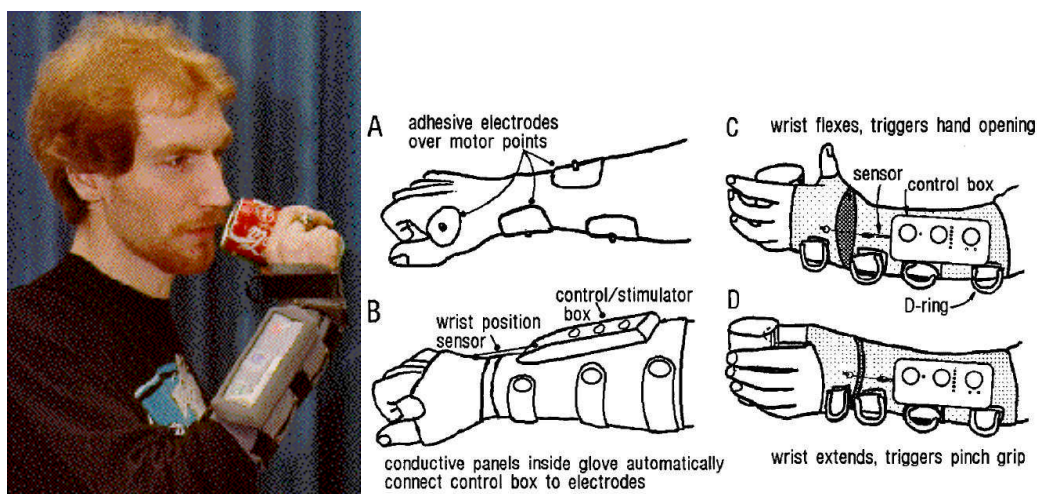 A
adhesive electrodes
over motor points
B
wrist position
sensor
control/stimulator
box
conductive panels inside glove automatically
connect control box to electrodes
C
wrist flexes, triggers hand opening
sensor
control box
D-ring
D
wrist extends, triggers pinch grip